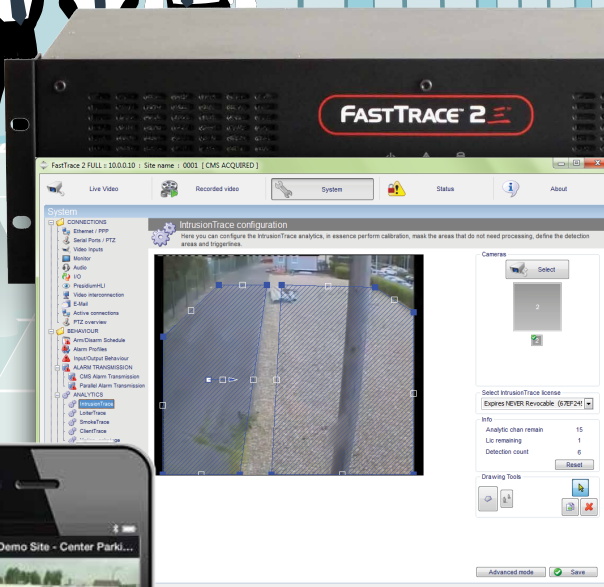 FASTTRACE™ 2 E
FastTrace 2 FULL :: 10.0.0.10 : Site name : 0001 [ CMS ACQUIRED ]
Live Video
Recorded video
System
Status
About
System
CONNECTIONS
Ethernet / PPP
Serial Ports / PTZ
Video Inputs
Monitor
Audio
I/O
PresidiumHLI
Video interconnection
E-Mail
Active connections
PTZ overview
BEHAVIOUR
Arm/Disarm Schedule
Alarm Profiles
Input/Output Behaviour
ALARM TRANSMISSION
CMS Alarm Transmission
Parallel Alarm Transmission
ANALYTICS
IntrusionTrace
LoiterTrace
SmokeTrace
ClientTrace
IntrusionTrace configuration
Here you can configure the IntrusionTrace analytics, in essence perform calibration, mask the areas that do not need processing, define the detection
areas and triggerlines.
Cameras
Select
2
Select IntrusionTrace license
Expires NEVER Revocable (67EF24
Info
Analytic chan remain 15
Lic remaining 1
Detection count 6
Reset
Drawing Tools
Advanced mode
Save
Demo Site - Center Parki...